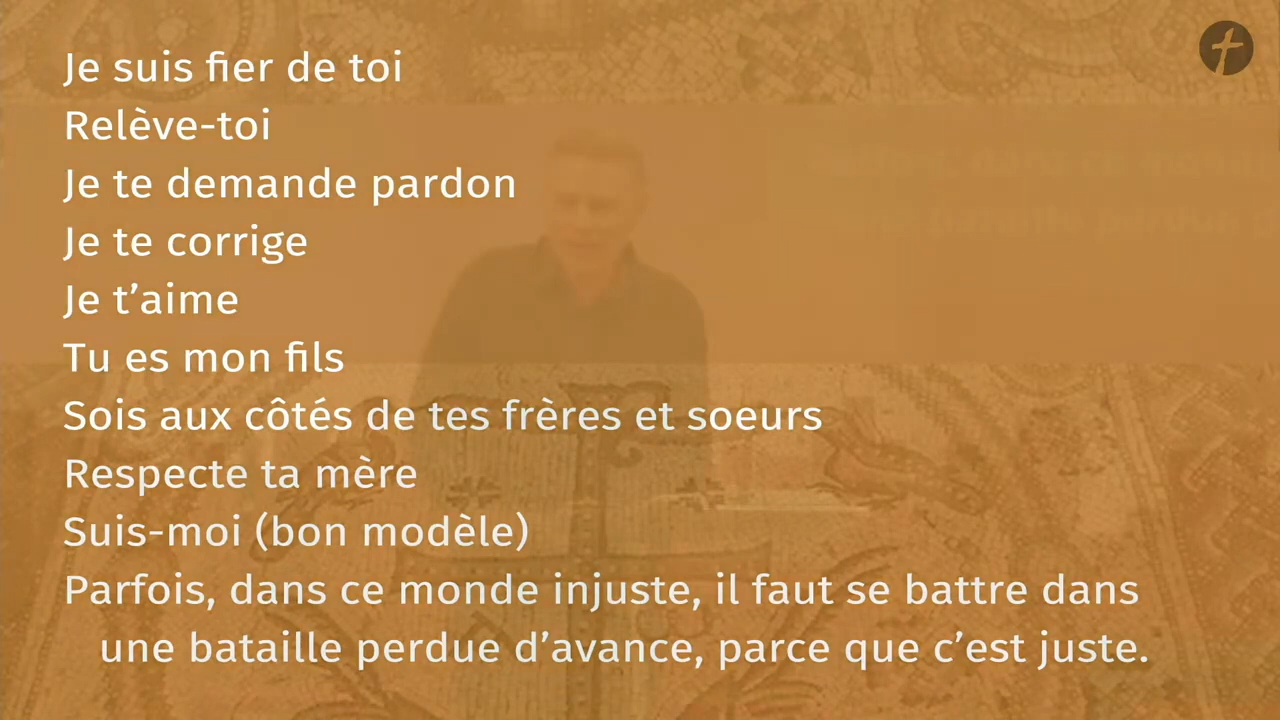 Je suis fier de toi
Relève-toi
Je te demande pardon
Je te corrige
Je t’aime
Tu es mon fils
Sois aux côtés de tes frères et soeurs
Respecte ta mère
Suis-moi (bon modèle)
Parfois, dans ce monde injuste, il faut se battre dans
une bataille perdue d’avance, parce que c’est juste.